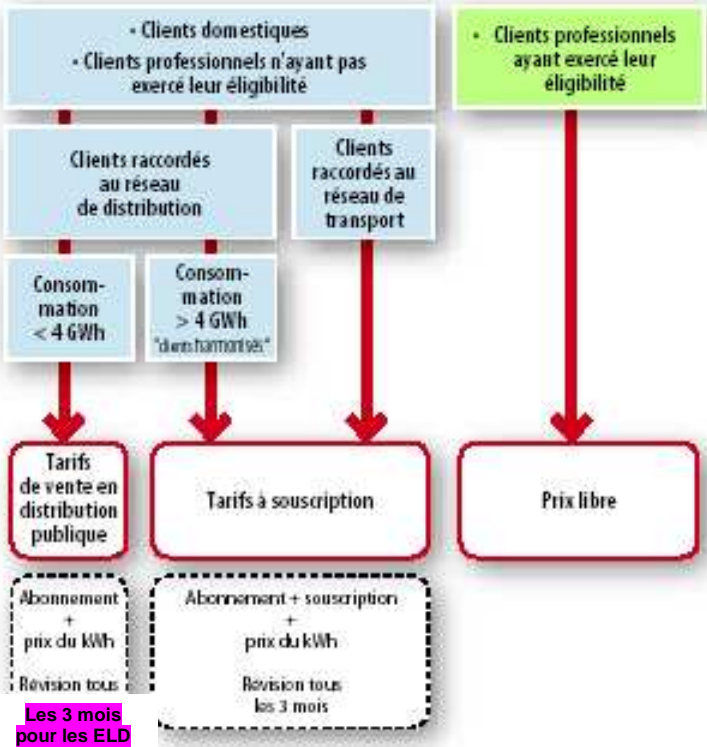 • Clients domestiques
• Clients professionnels n'ayant pas
exercé leur éligibilité
• Clients professionnels
ayant exercé leur
éligibilité
Clients raccordés
au réseau
de distribution
Clients
raccordés au
réseau de
transport
Consom-
mation
< 4 GWh
Consom-
mation
> 4 GWh
"clients harmonisés"
Tarifs
de vente en
distribution
publique
Tarifs à souscription
Prix libre
Abonnement
+
prix du kWh
Révision tous
Les 3 mois
pour les ELD
Abonnement + souscription
+
prix du kWh
Révision tous
les 3 mois